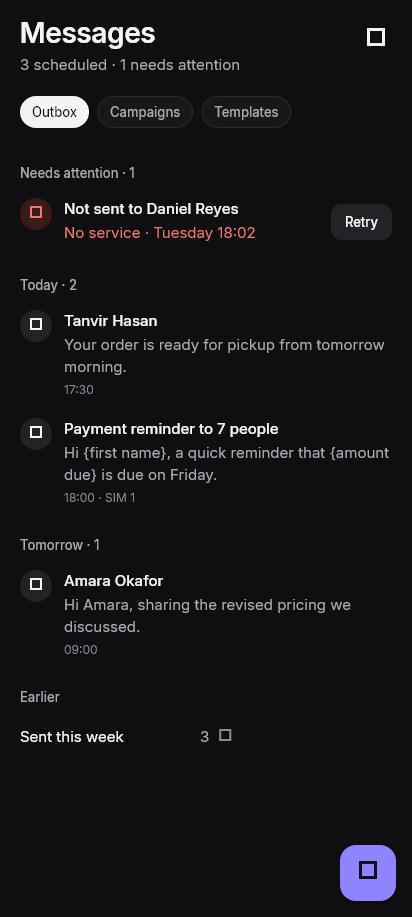 Messages
3 scheduled · 1 needs attention
Outbox
Campaigns
Templates
Needs attention · 1
Not sent to Daniel Reyes
No service · Tuesday 18:02
Retry
Today · 2
Tanvir Hasan
Your order is ready for pickup from tomorrow
morning.
17:30
Payment reminder to 7 people
Hi {first name}, a quick reminder that {amount
due} is due on Friday.
18:00 · SIM 1
Tomorrow · 1
Amara Okafor
Hi Amara, sharing the revised pricing we
discussed.
09:00
Earlier
Sent this week 3